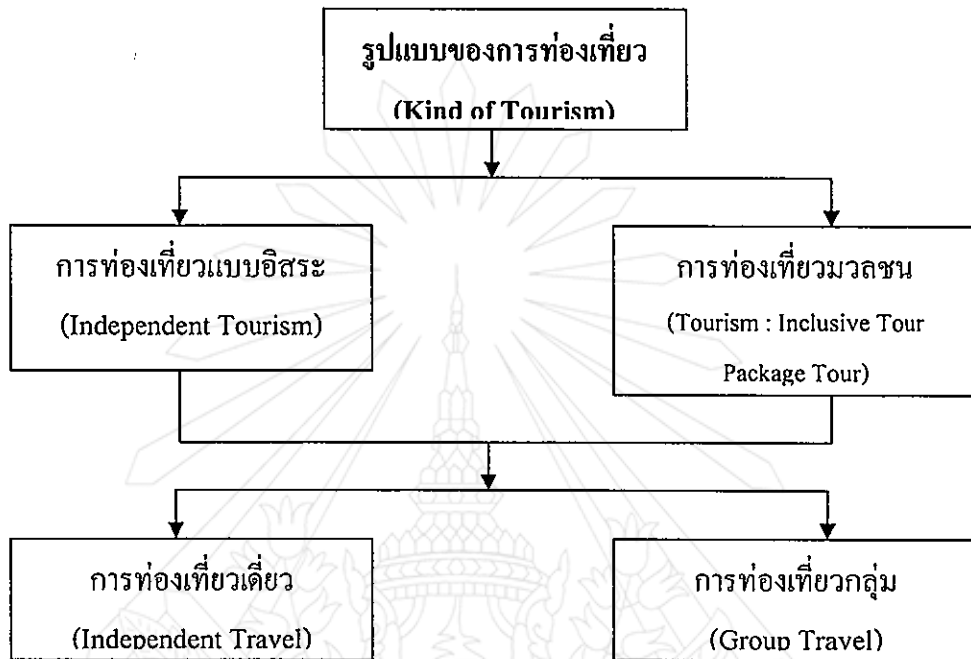 รูปแบบของการท่องเที่ยว
(Kind of Tourism)
การท่องเที่ยวแบบอิสระ
(Independent Tourism)
การท่องเที่ยวมวลชน
(Tourism : Inclusive Tour
Package Tour)
การท่องเที่ยวเดี่ยว
(Independent Travel)
การท่องเที่ยวกลุ่ม
(Group Travel)